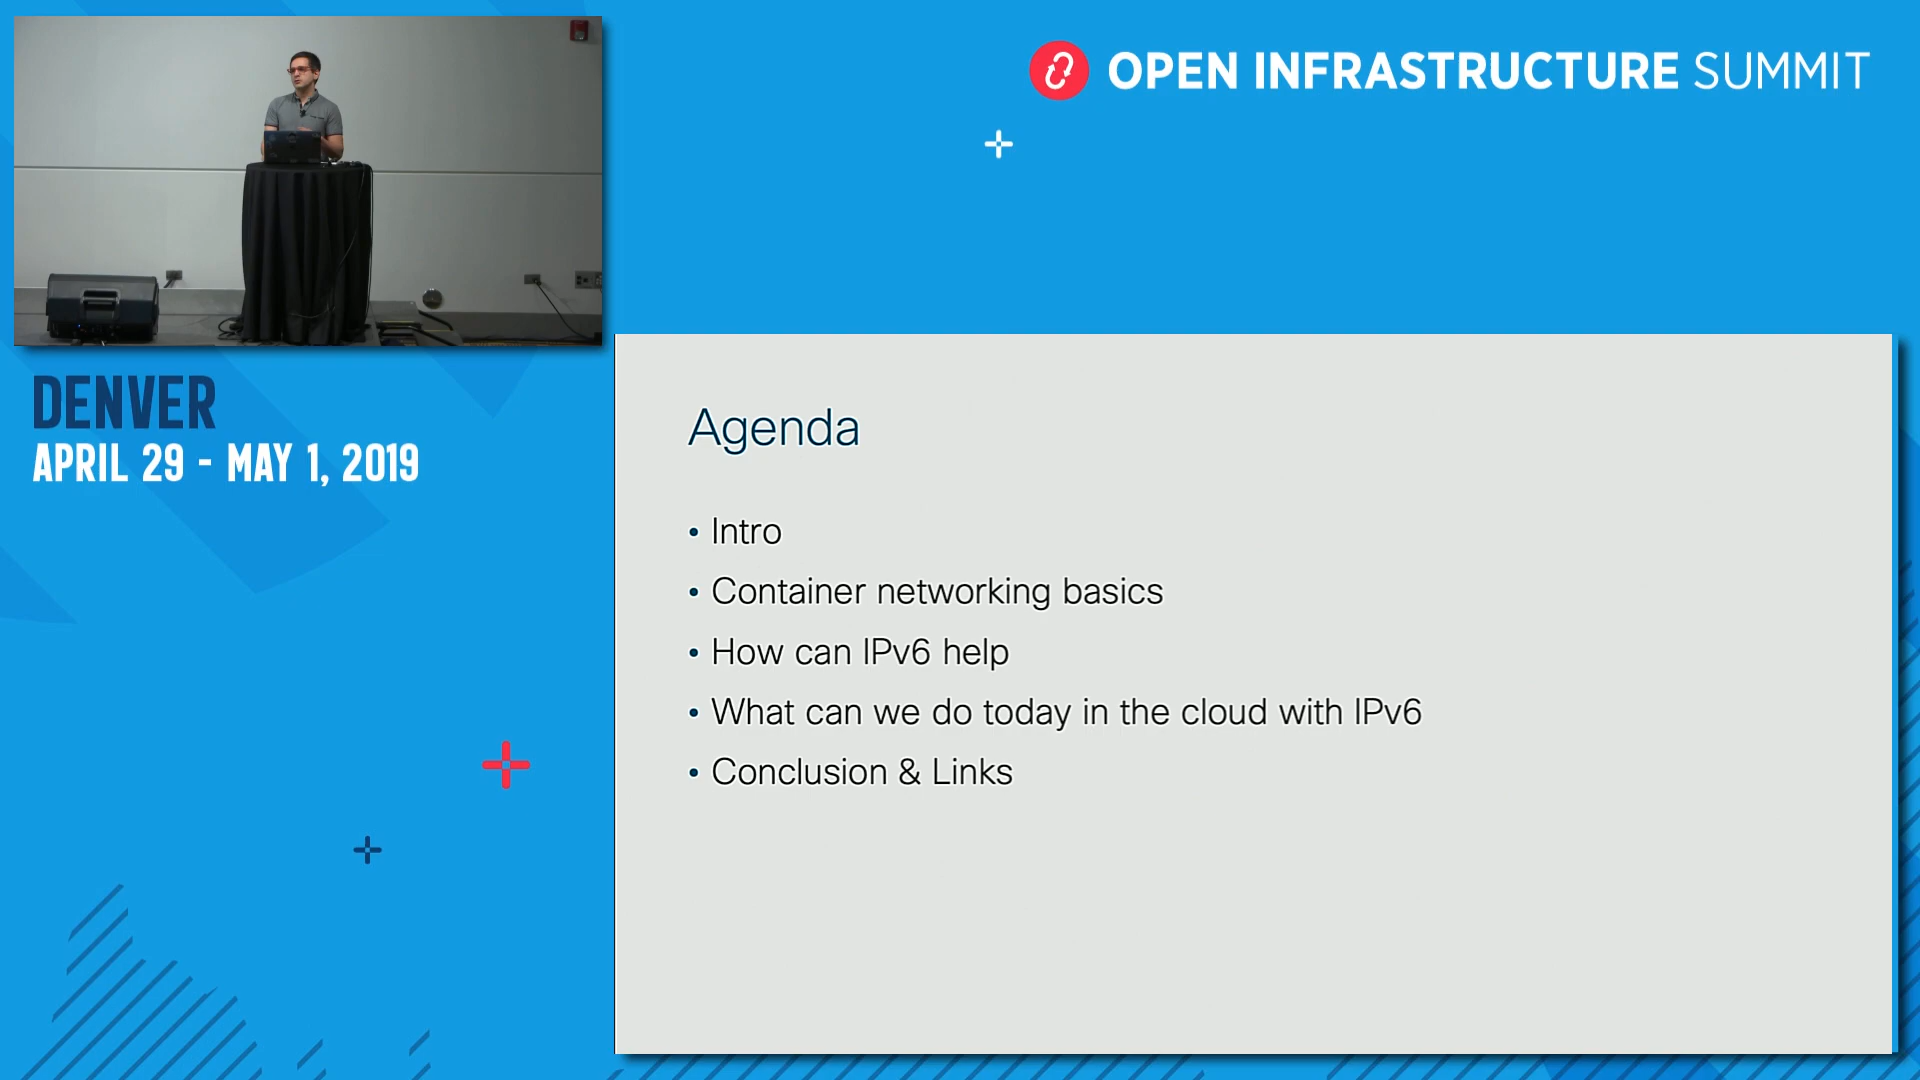 OPEN INFRASTRUCTURE SUMMIT
DENVER
APRIL 29 - MAY 1, 2019
Agenda
• Intro
• Container networking basics
• How can IPv6 help
• What can we do today in the cloud with IPv6
• Conclusion & Links